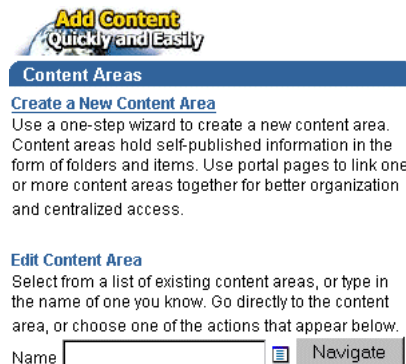 Add Content
Quickly and Easily
Content Areas
Create a New Content Area
Use a one-step wizard to create a new content area.
Content areas hold self-published information in the
form of folders and items. Use portal pages to link one
or more content areas together for better organization
and centralized access.
Edit Content Area
Select from a list of existing content areas, or type in
the name of one you know. Go directly to the content
area, or choose one of the actions that appear below.
Name Navigate